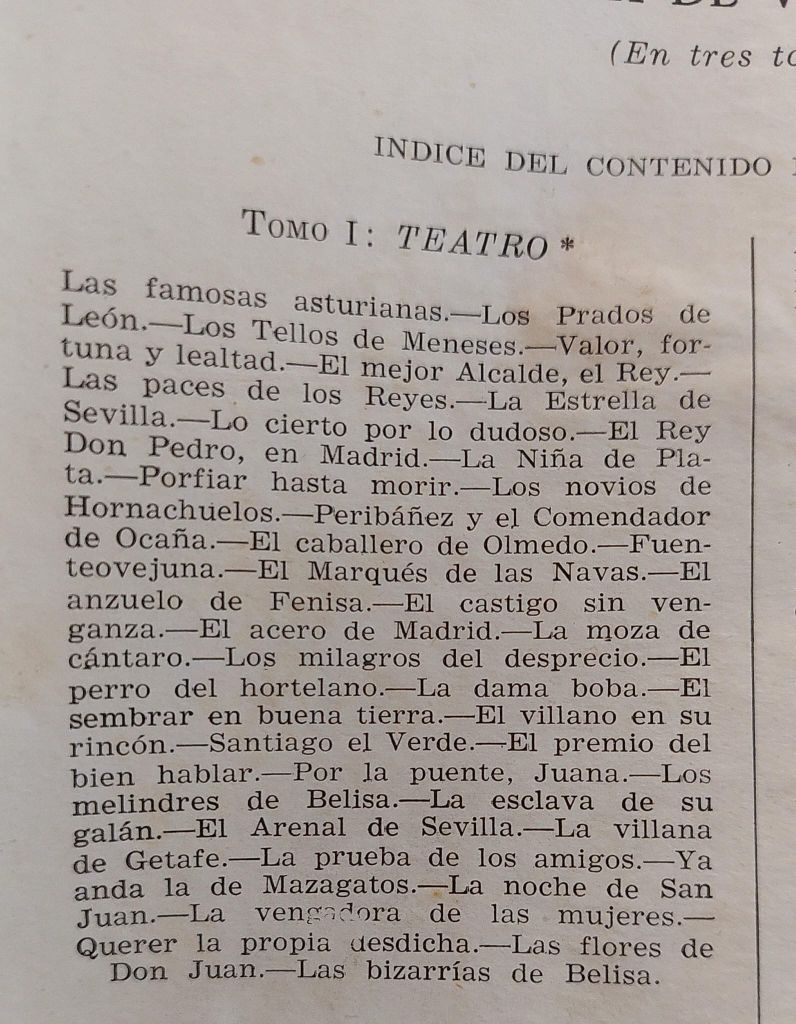 DE
(En tres
INDICE DEL CONTENIDO
TOMO I: TEATRO *
Las famosas asturianas.—Los Prados de
León.—Los Tellos de Meneses.—Valor, for-
tuna y lealtad.—El mejor Alcalde, el Rey.—
Las paces de los Reyes.—La Estrella de
Sevilla.—Lo cierto por lo dudoso.—El Rey
Don Pedro, en Madrid.—La Niña de Pla-
ta.—Porfiar hasta morir.—Los novios de
Hornachuelos.—Peribáñez y el Comendador
de Ocaña.—El caballero de Olmedo.—Fuen-
teovejuna.—El Marqués de las Navas.—El
anzuelo de Fenisa.—El castigo sin ven-
ganza.—El acero de Madrid.—La moza de
cántaro.—Los milagros del desprecio.—El
perro del hortelano.—La dama boba.—El
sembrar en buena tierra.—El villano en su
rincón.—Santiago el Verde.—El premio del
bien hablar.—Por la puente, Juana.—Los
melindres de Belisa.—La esclava de su
galán.—El Arenal de Sevilla.—La villana
de Getafe.—La prueba de los amigos.—Ya
anda la de Mazagatos.—La noche de San
Juan.—La vengadora de las mujeres.—
Querer la propia desdicha.—Las flores de
Don Juan.—Las bizarrías de Belisa.